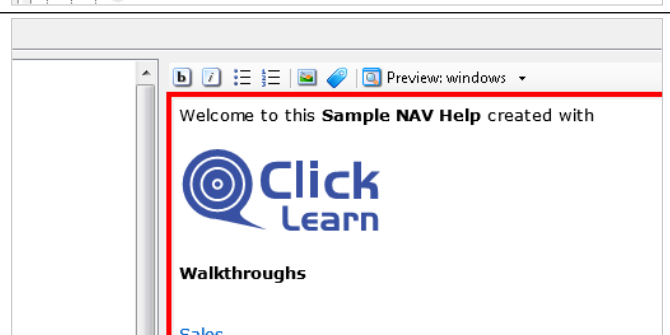 Preview: windows
Welcome to this Sample NAV Help created with
Click
Learn
Walkthroughs
Sales